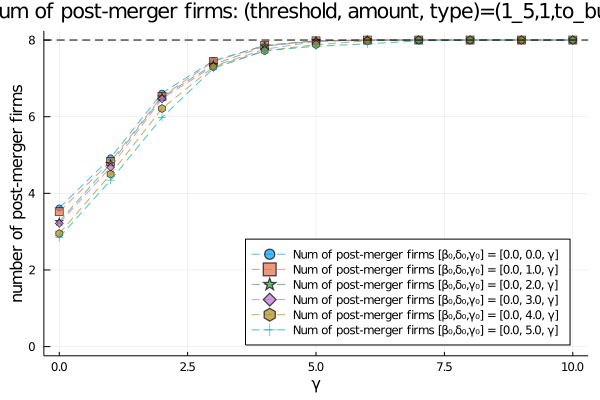 um of post-merger firms: (threshold, amount, type)=(1_5,1,to_bu
number of post-merger firms
8
6
4
2
0
Num of post-merger firms [β₀,δ₀,γ₀] = [0.0, 0.0, γ]
Num of post-merger firms [β₀,δ₀,γ₀] = [0.0, 1.0, γ]
Num of post-merger firms [β₀,δ₀,γ₀] = [0.0, 2.0, γ]
Num of post-merger firms [β₀,δ₀,γ₀] = [0.0, 3.0, γ]
Num of post-merger firms [β₀,δ₀,γ₀] = [0.0, 4.0, γ]
Num of post-merger firms [β₀,δ₀,γ₀] = [0.0, 5.0, γ]
0.0 2.5 5.0 7.5 10.0
γ